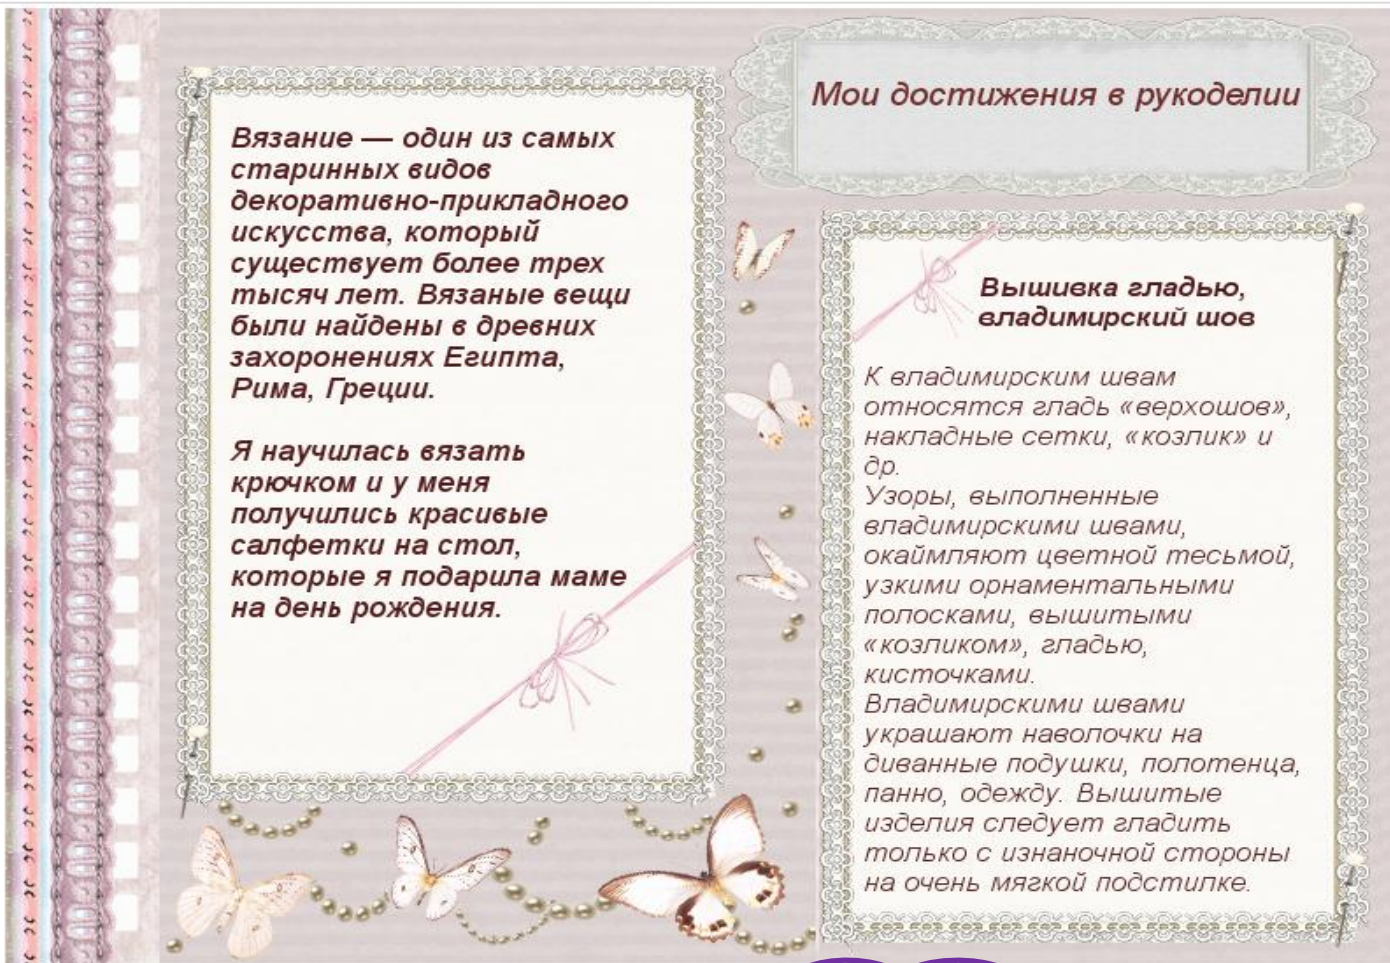 Мои достижения в рукоделии
Вязание — один из самых
старинных видов
декоративно-прикладного
искусства, который
существует более трех
тысяч лет. Вязаные вещи
были найдены в древних
захоронениях Египта,
Рима, Греции.
Я научилась вязать
крючком и у меня
получились красивые
салфетки на стол,
которые я подарила маме
на день рождения.
Вышивка гладью,
владимирский шов
К владимирским швам
относятся гладь «верхошов»,
накладные сетки, «козлик» и
др.
Узоры, выполненные
владимирскими швами,
окаймляют цветной тесьмой,
узкими орнаментальными
полосками, вышитыми
«козликом», гладью,
кисточками.
Владимирскими швами
украшают наволочки на
диванные подушки, полотенца,
панно, одежду. Вышитые
изделия следует гладить
только с изнаночной стороны
на очень мягкой подстилке.